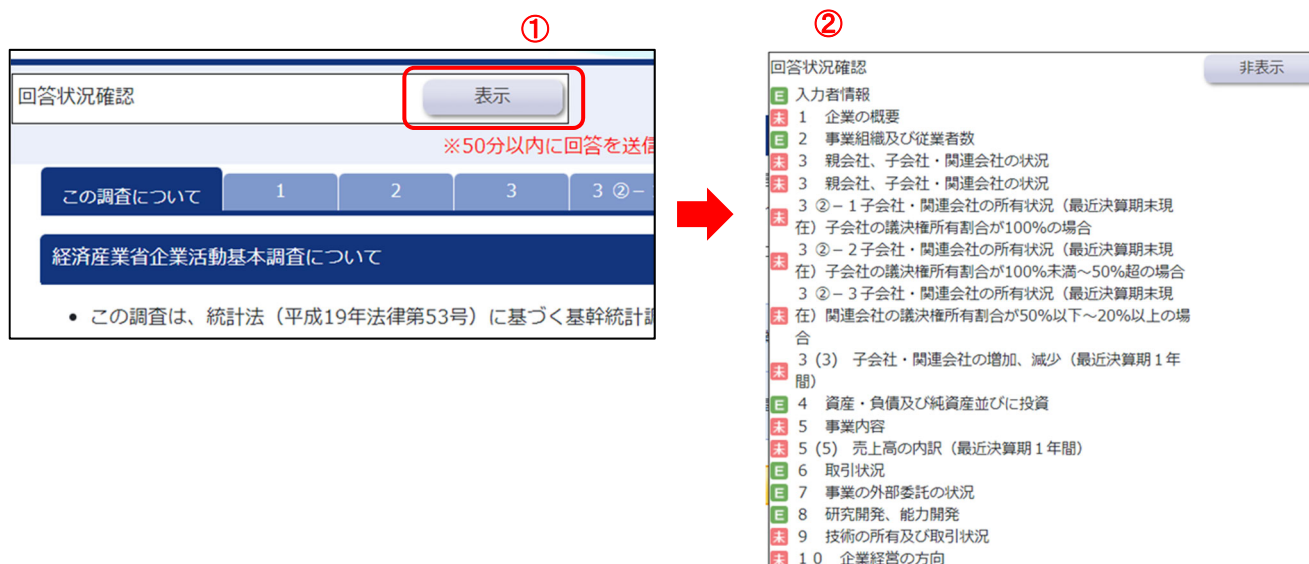 ①
回答状況確認
表示
※50分以内に回答を送信
この調査について
1
2
3
3 ②－
経済産業省企業活動基本調査について
• この調査は、統計法（平成19年法律第53号）に基づく基幹統計調
②
回答状況確認
非表示
E 入力者情報
未 1 企業の概要
E 2 事業組織及び従業者数
未 3 親会社、子会社・関連会社の状況
未 3 親会社、子会社・関連会社の状況
3 ②－1子会社・関連会社の所有状況（最近決算期末現
未 在）子会社の議決権所有割合が100%の場合
3 ②－2子会社・関連会社の所有状況（最近決算期末現
未 在）子会社の議決権所有割合が100%未満～50%超の場合
3 ②－3子会社・関連会社の所有状況（最近決算期末現
未 在）関連会社の議決権所有割合が50%以下～20%以上の場
合
3 (3) 子会社・関連会社の増加、減少（最近決算期１年
未 間）
E 4 資産・負債及び純資産並びに投資
未 5 事業内容
未 5 (5) 売上高の内訳（最近決算期１年間）
E 6 取引状況
E 7 事業の外部委託の状況
E 8 研究開発、能力開発
未 9 技術の所有及び取引状況
未 １０ 企業経営の方向